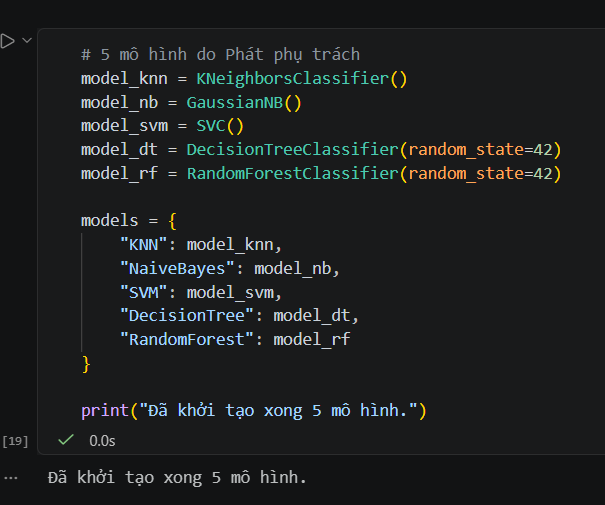 # 5 mô hình do Phát phụ trách
model_knn = KNeighborsClassifier()
model_nb = GaussianNB()
model_svm = SVC()
model_dt = DecisionTreeClassifier(random_state=42)
model_rf = RandomForestClassifier(random_state=42)
models = {
    "KNN": model_knn,
    "NaiveBayes": model_nb,
    "SVM": model_svm,
    "DecisionTree": model_dt,
    "RandomForest": model_rf
}
print("Đã khởi tạo xong 5 mô hình.")
[19] 0.0s
... Đã khởi tạo xong 5 mô hình.